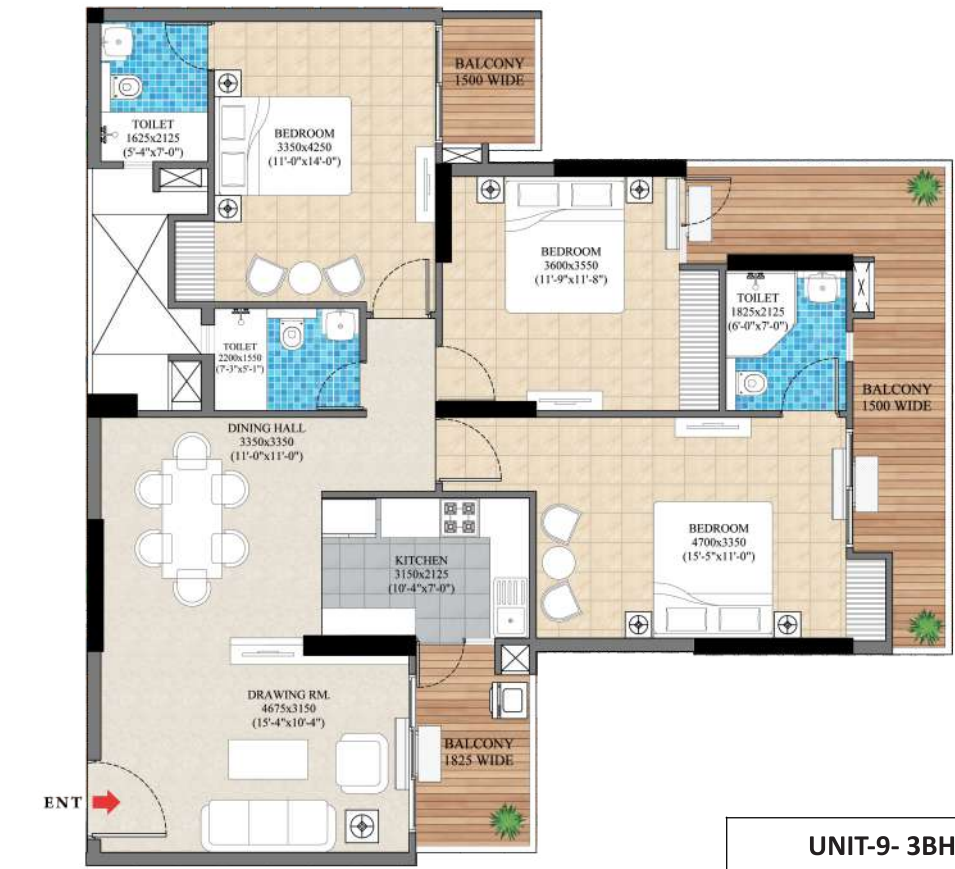 BALCONY
1500 WIDE
TOILET
1625x2125
(5'-4"x7'-0")
BEDROOM
3350x4250
(11'-0"x14'-0")
BEDROOM
3600x3550
(11'-9"x11'-8")
TOILET
1825x2125
(6'-0"x7'-0")
TOILET
2200x1550
(7'-3"x5'-1")
BALCONY
1500 WIDE
DINING HALL
3350x3350
(11'-0"x11'-0")
BEDROOM
4700x3350
(15'-5"x11'-0")
KITCHEN
3150x2125
(10'-4"x7'-0")
DRAWING RM.
4675x3150
(15'-4"x10'-4")
BALCONY
1825 WIDE
ENT
UNIT-9- 3BH